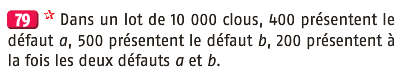 79 ☆ Dans un lot de 10 000 clous, 400 présentent le
défaut a, 500 présentent le défaut b, 200 présentent à
la fois les deux défauts a et b.